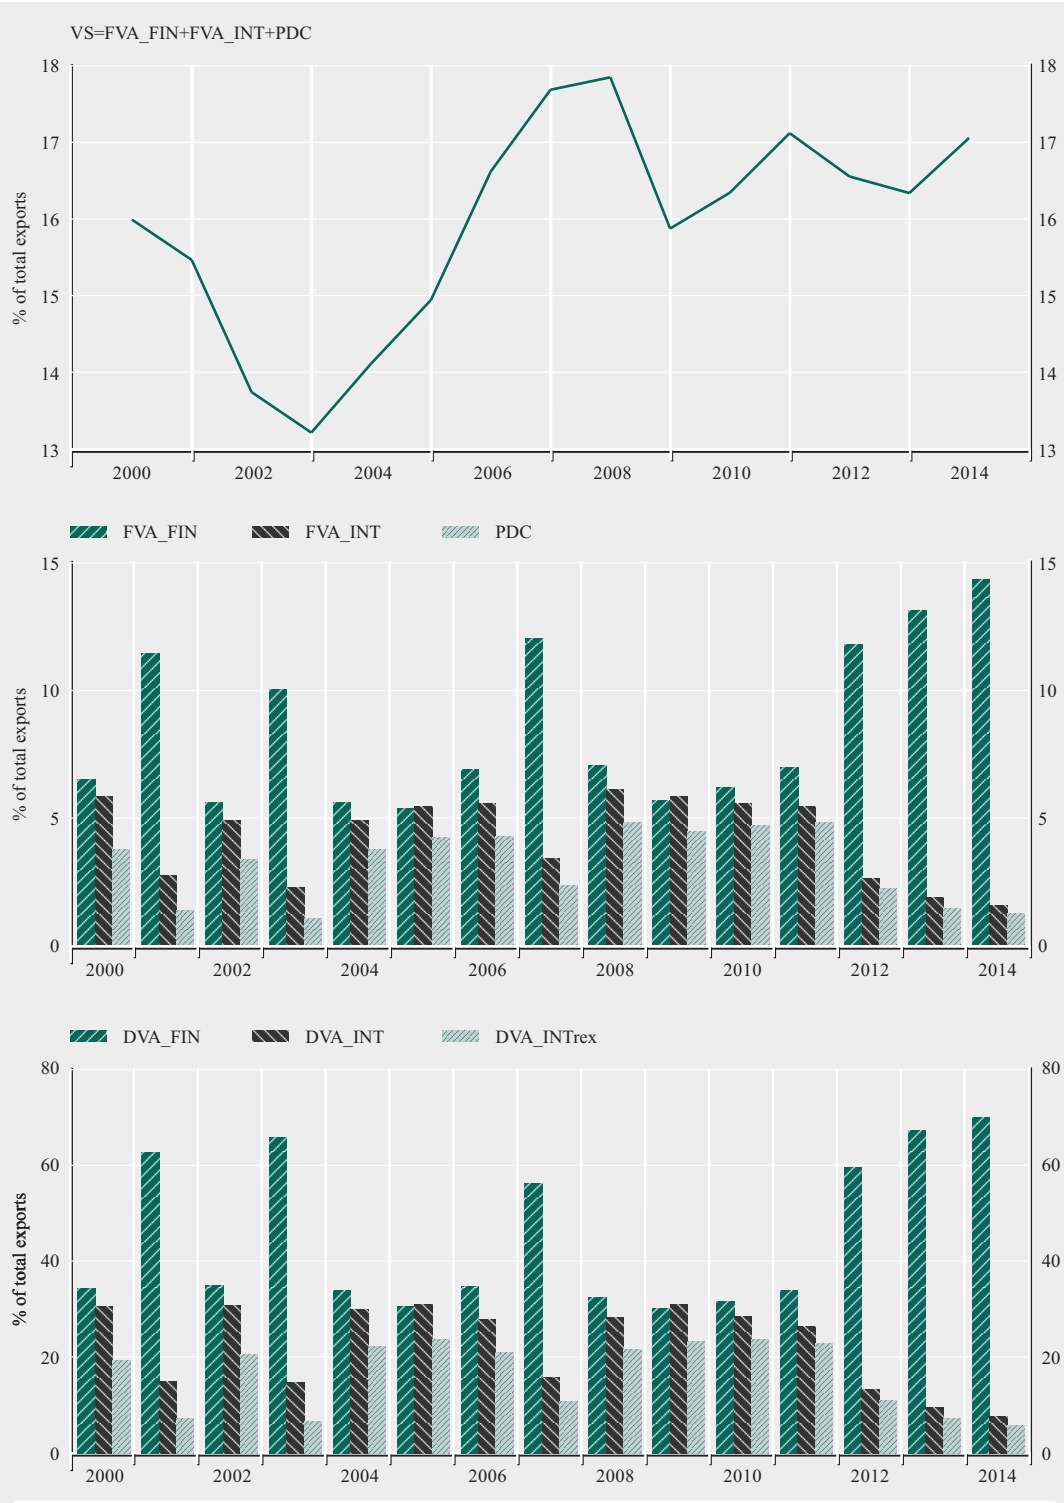 VS=FVA_FIN+FVA_INT+PDC
18 18
17 17
16 16
15 15
14 14
13 13
% of total exports
2000 2002 2004 2006 2008 2010 2012 2014
FVA_FIN FVA_INT PDC
15 15
10 10
5 5
0 0
% of total exports
2000 2002 2004 2006 2008 2010 2012 2014
DVA_FIN DVA_INT DVA_INTrex
80 80
60 60
40 40
20 20
0 0
% of total exports
2000 2002 2004 2006 2008 2010 2012 2014